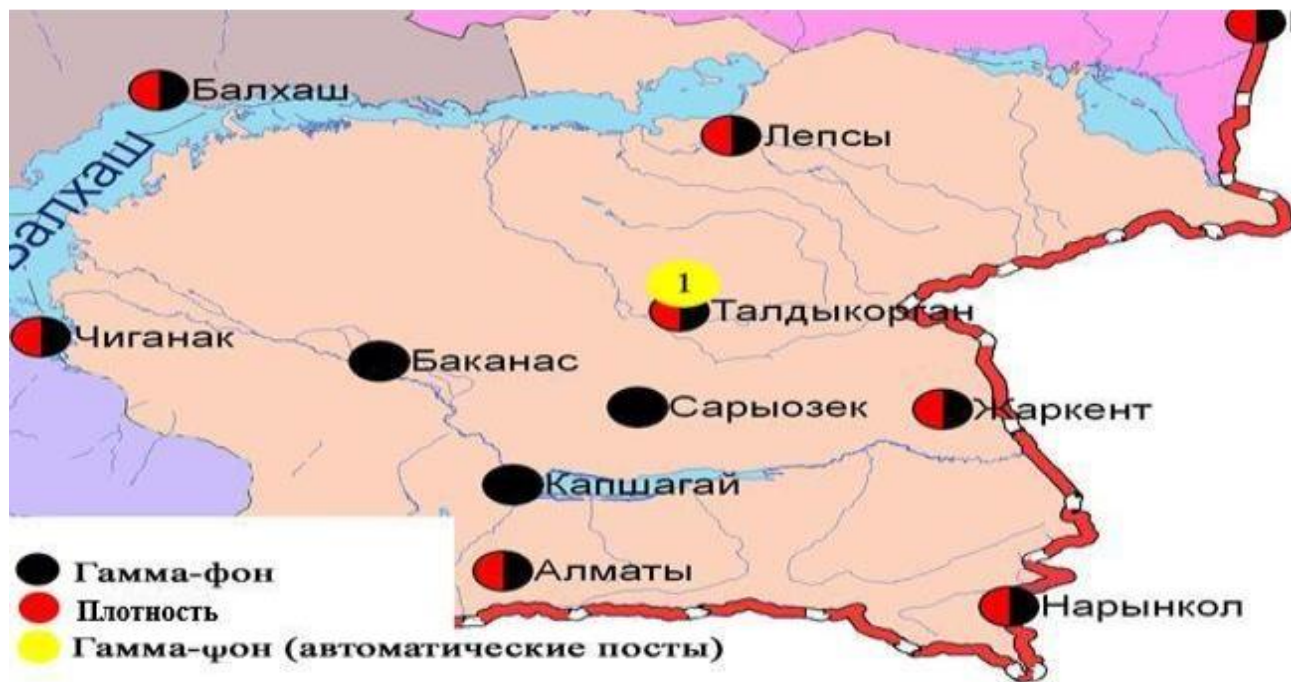 Балхаш
Лепсы
Балхаш
1
Талдыкорган
Чиганак
Баканас
Сарыозек
Жаркент
Капшагай
Алматы
Нарынкол
Гамма-фон
Плотность
Гамма-фон (автоматические посты)